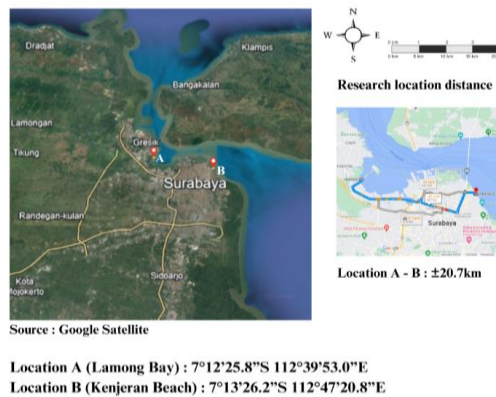 Dradjat
Klampis
Bangakalan
Lamongan
Gresik
A
Tikung
B
Surabaya
Randegan-kulan
Sidoarjo
Kota
Mojokerto
N
W
E
S
Research location distance
Surabaya
Location A - B : ±20.7km
Source : Google Satellite
Location A (Lamong Bay) : 7°12’25.8”S 112°39’53.0”E
Location B (Kenjeran Beach) : 7°13’26.2”S 112°47’20.8”E